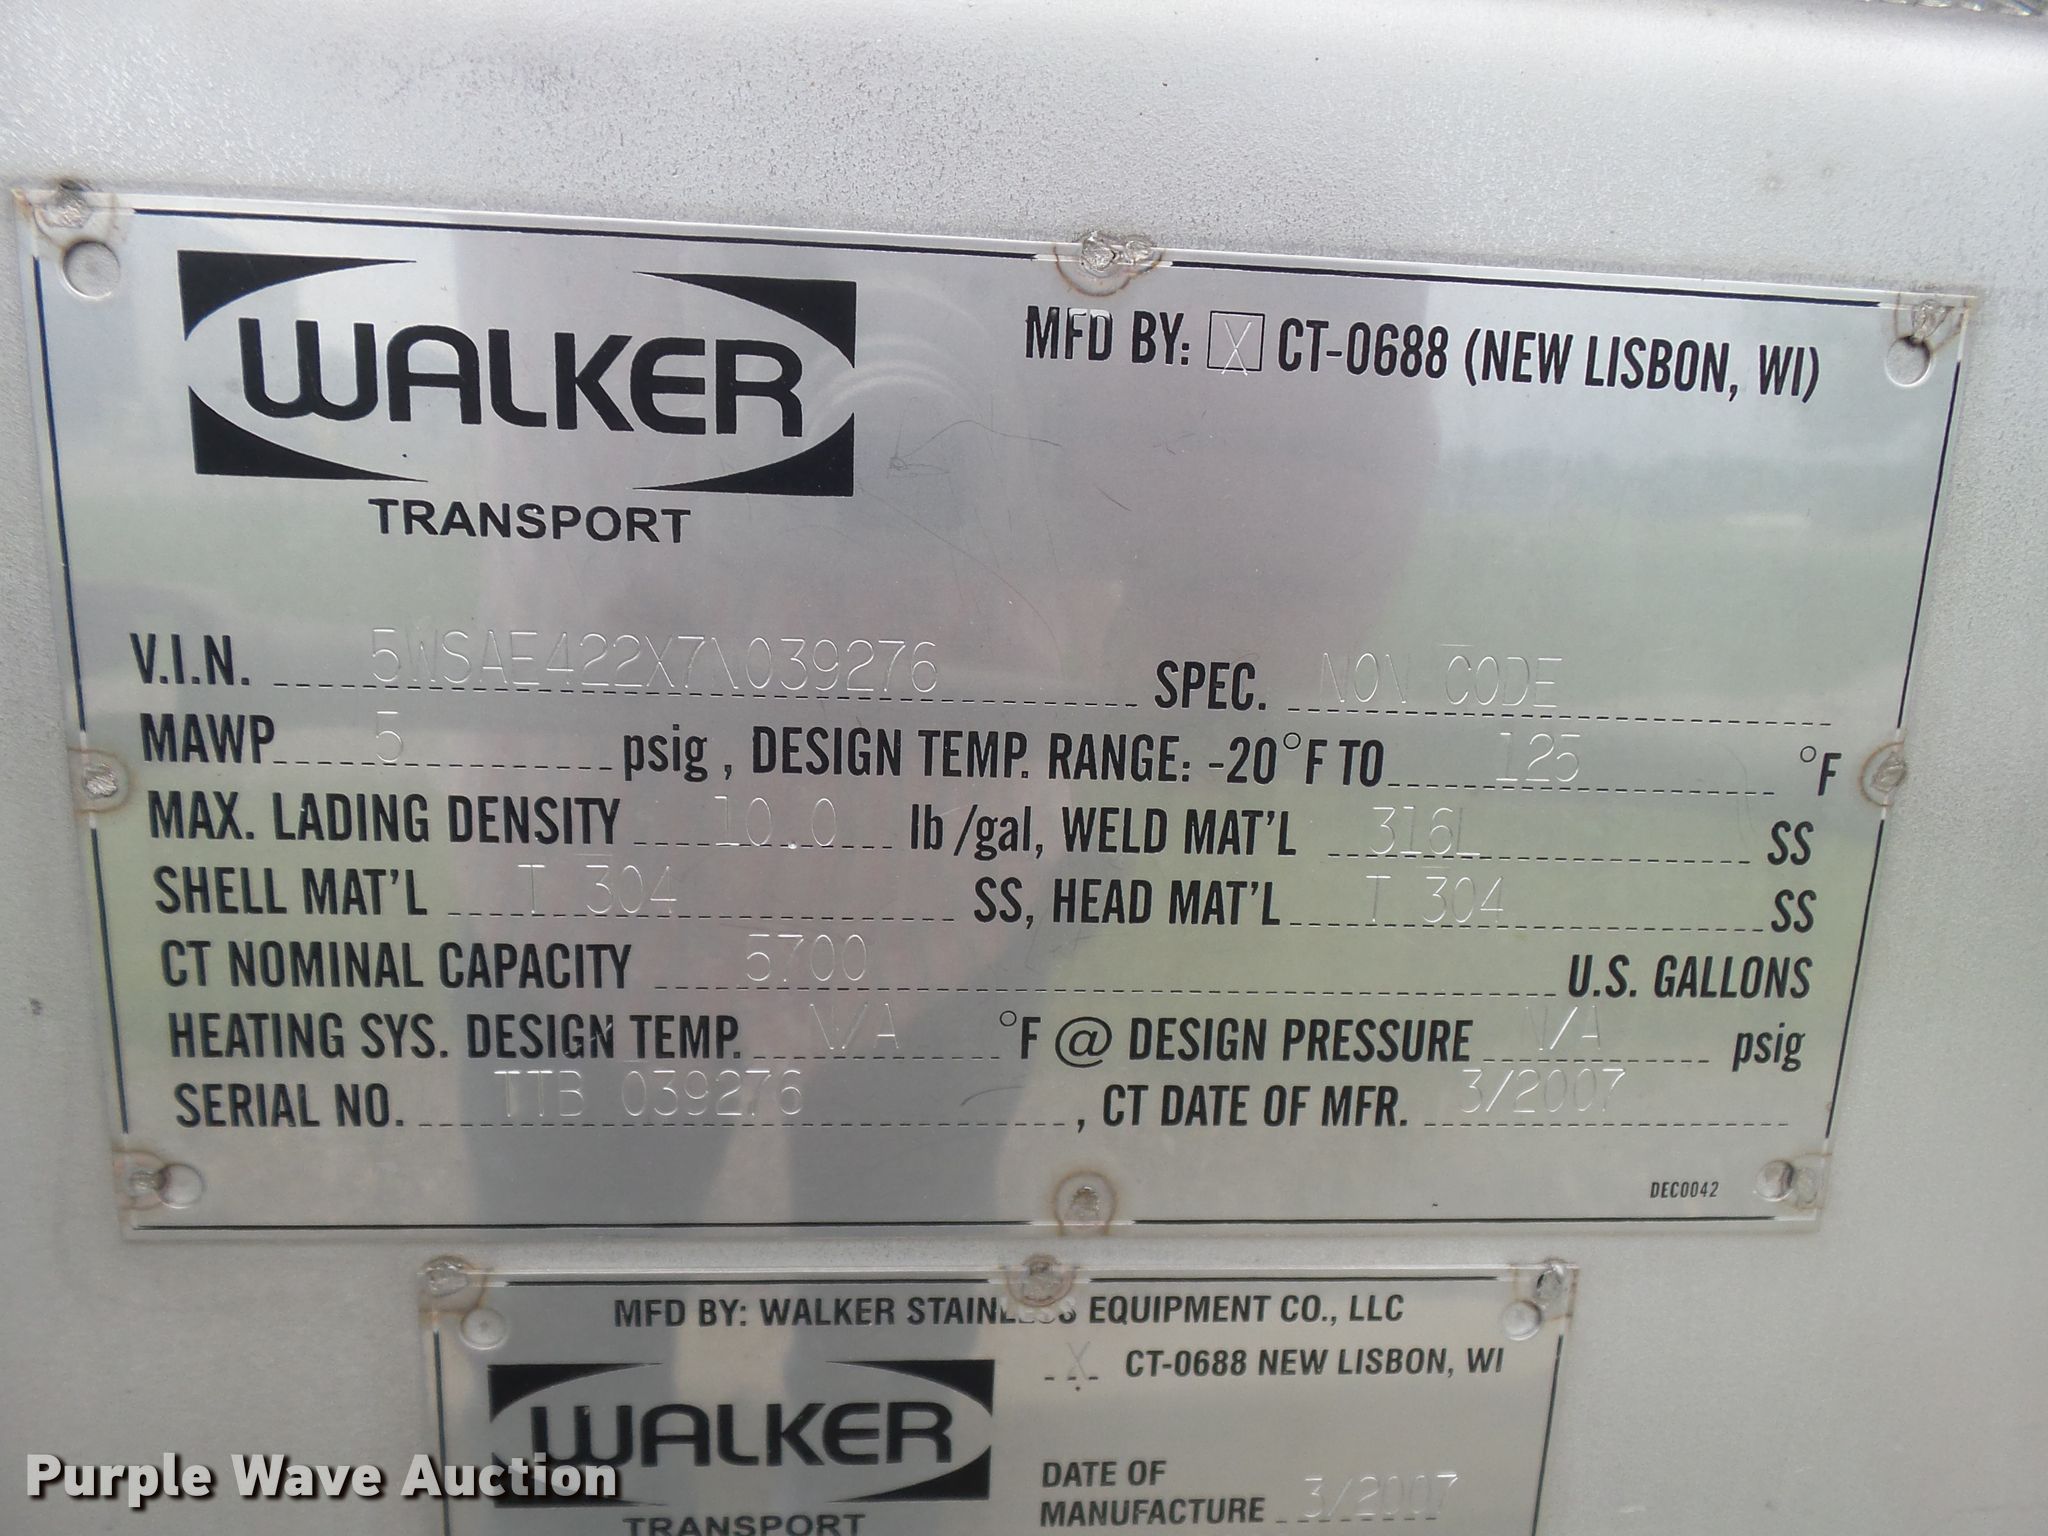 WALKER
TRANSPORT
MFD BY: X CT-0688 (NEW LISBON, WI)
V.I.N. 5WSAE422X7N039276 SPEC. NON CODE
MAWP 5 psig, DESIGN TEMP. RANGE: -20°F TO 125 °F
MAX. LADING DENSITY 10.0 lb/gal, WELD MAT'L 316L SS
SHELL MAT'L T 304 SS, HEAD MAT'L T 304 SS
CT NOMINAL CAPACITY 5700 U.S. GALLONS
HEATING SYS. DESIGN TEMP. N/A °F @ DESIGN PRESSURE N/A psig
SERIAL NO. TTB 039276, CT DATE OF MFR. 3/2007
DEC0042
MFD BY: WALKER STAINLESS EQUIPMENT CO., LLC
X CT-0688 NEW LISBON, WI
WALKER
TRANSPORT
DATE OF
MANUFACTURE 3/2007
Purple Wave Auction